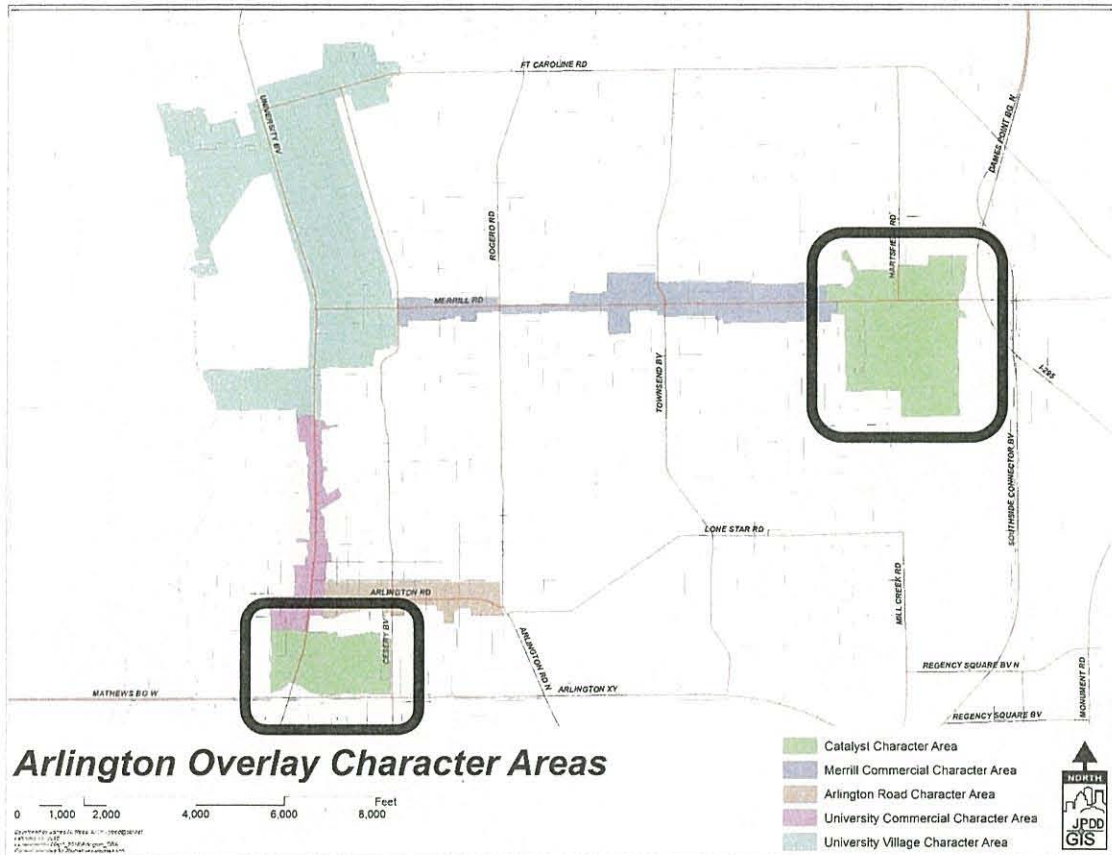 FT CAROLINE RD
UNIVERSITY BV
DAMES POINT BG N
ROGERO RD
HARTSFIELD RD
MERRILL RD
TOWNSEND BV
I-295
SOUTHSIDE CONNECTOR BV
LONE STAR RD
MILL CREEK RD
ARLINGTON RD
CESERY BV
ARLINGTON RD N
REGENCY SQUARE BV N
MONUMENT RD
MATHEWS BG W
ARLINGTON XY
REGENCY SQUARE BV
Arlington Overlay Character Areas
Feet
0 1,000 2,000 4,000 6,000 8,000
Catalyst Character Area
Merrill Commercial Character Area
Arlington Road Character Area
University Commercial Character Area
University Village Character Area
NORTH
JPDD
GIS